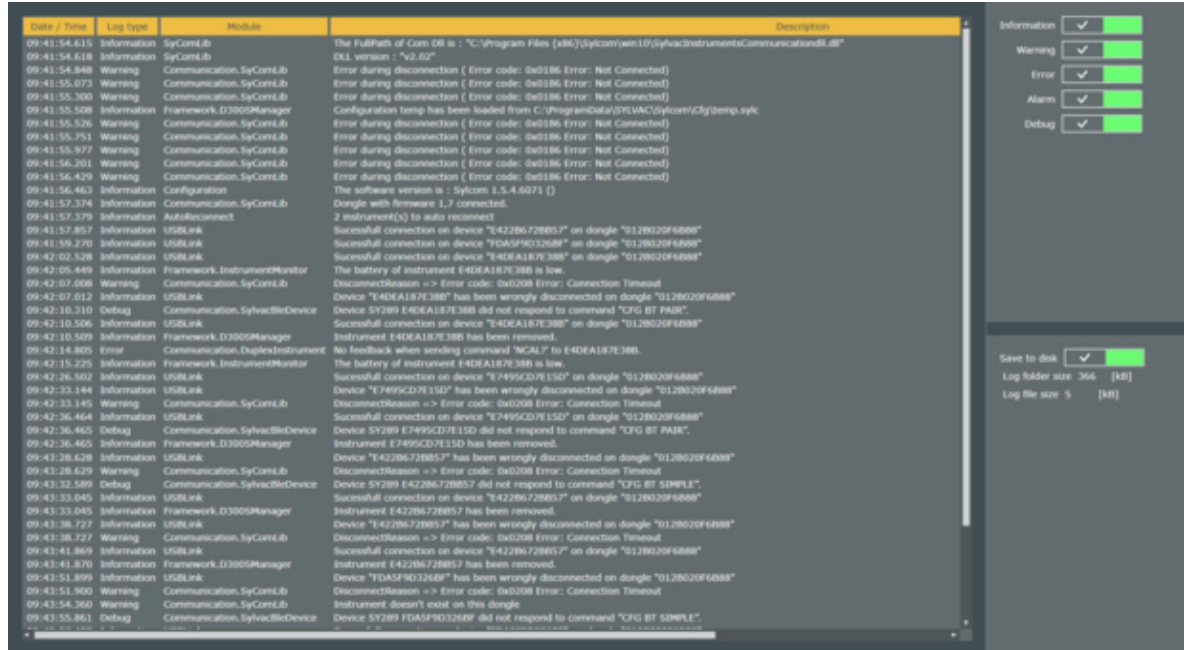 Date / Time Log type Module Description
09:41:54.615 Information SyComLib The FullPath of Com Dll is : "C:\Program Files (x86)\Sylcom\win10\SylvacInstrumentsCommunicationdll.dll"
09:41:54.618 Information SyComLib DLL version : "v2.02"
09:41:54.848 Warning Communication.SyComLib Error during disconnection ( Error code: 0x0186 Error: Not Connected)
09:41:55.073 Warning Communication.SyComLib Error during disconnection ( Error code: 0x0186 Error: Not Connected)
09:41:55.300 Warning Communication.SyComLib Error during disconnection ( Error code: 0x0186 Error: Not Connected)
09:41:55.508 Information Framework.D300SManager Configuration temp has been loaded from C:\ProgramData\SYLVAC\Sylcom\Cfg\temp.sylc
09:41:55.526 Warning Communication.SyComLib Error during disconnection ( Error code: 0x0186 Error: Not Connected)
09:41:55.751 Warning Communication.SyComLib Error during disconnection ( Error code: 0x0186 Error: Not Connected)
09:41:55.977 Warning Communication.SyComLib Error during disconnection ( Error code: 0x0186 Error: Not Connected)
09:41:56.201 Warning Communication.SyComLib Error during disconnection ( Error code: 0x0186 Error: Not Connected)
09:41:56.429 Warning Communication.SyComLib Error during disconnection ( Error code: 0x0186 Error: Not Connected)
09:41:56.463 Information Configuration The software version is : Sylcom 1.5.4.6071 ()
09:41:57.374 Information Communication.SyComLib Dongle with firmware 1,7 connected.
09:41:57.379 Information AutoReconnect 2 instrument(s) to auto reconnect
09:41:57.857 Information USBLink Sucessfull connection on device "E422B672BB57" on dongle "012B020F6B88"
09:41:59.270 Information USBLink Sucessfull connection on device "FDA5F9D326BF" on dongle "012B020F6B88"
09:42:02.528 Information USBLink Sucessfull connection on device "E4DEA187E38B" on dongle "012B020F6B88"
09:42:05.449 Information Framework.InstrumentMonitor The battery of instrument E4DEA187E38B is low.
09:42:07.008 Warning Communication.SyComLib DisconnectReason => Error code: 0x0208 Error: Connection Timeout
09:42:07.012 Information USBLink Device "E4DEA187E38B" has been wrongly disconnected on dongle "012B020F6B88"
09:42:10.310 Debug Communication.SylvacBleDevice Device SY289 E4DEA187E38B did not respond to command "CFG BT PAIR".
09:42:10.506 Information USBLink Sucessfull connection on device "E4DEA187E38B" on dongle "012B020F6B88"
09:42:10.509 Information Framework.D300SManager Instrument E4DEA187E38B has been removed.
09:42:14.805 Error Communication.DuplexInstrument No feedback when sending command 'NCAL?' to E4DEA187E38B.
09:42:15.225 Information Framework.InstrumentMonitor The battery of instrument E4DEA187E38B is low.
09:42:26.502 Information USBLink Sucessfull connection on device "E7495CD7E15D" on dongle "012B020F6B88"
09:42:33.144 Information USBLink Device "E7495CD7E15D" has been wrongly disconnected on dongle "012B020F6B88"
09:42:33.145 Warning Communication.SyComLib DisconnectReason => Error code: 0x0208 Error: Connection Timeout
09:42:36.464 Information USBLink Sucessfull connection on device "E7495CD7E15D" on dongle "012B020F6B88"
09:42:36.465 Debug Communication.SylvacBleDevice Device SY289 E7495CD7E15D did not respond to command "CFG BT PAIR".
09:42:36.465 Information Framework.D300SManager Instrument E7495CD7E15D has been removed.
09:43:28.628 Information USBLink Device "E422B672BB57" has been wrongly disconnected on dongle "012B020F6B88"
09:43:28.629 Warning Communication.SyComLib DisconnectReason => Error code: 0x0208 Error: Connection Timeout
09:43:32.589 Debug Communication.SylvacBleDevice Device SY289 E422B672BB57 did not respond to command "CFG BT SIMPLE".
09:43:33.045 Information USBLink Sucessfull connection on device "E422B672BB57" on dongle "012B020F6B88"
09:43:33.045 Information Framework.D300SManager Instrument E422B672BB57 has been removed.
09:43:38.727 Information USBLink Device "E422B672BB57" has been wrongly disconnected on dongle "012B020F6B88"
09:43:38.727 Warning Communication.SyComLib DisconnectReason => Error code: 0x0208 Error: Connection Timeout
09:43:41.869 Information USBLink Sucessfull connection on device "E422B672BB57" on dongle "012B020F6B88"
09:43:41.870 Information Framework.D300SManager Instrument E422B672BB57 has been removed.
09:43:51.899 Information USBLink Device "FDA5F9D326BF" has been wrongly disconnected on dongle "012B020F6B88"
09:43:51.900 Warning Communication.SyComLib DisconnectReason => Error code: 0x0208 Error: Connection Timeout
09:43:54.360 Warning Communication.SyComLib Instrument doesn't exist on this dongle
09:43:55.861 Debug Communication.SylvacBleDevice Device SY289 FDA5F9D326BF did not respond to command "CFG BT SIMPLE".
Information
Warning
Error
Alarm
Debug
Save to disk
Log folder size 366 [kB]
Log file size 5 [kB]